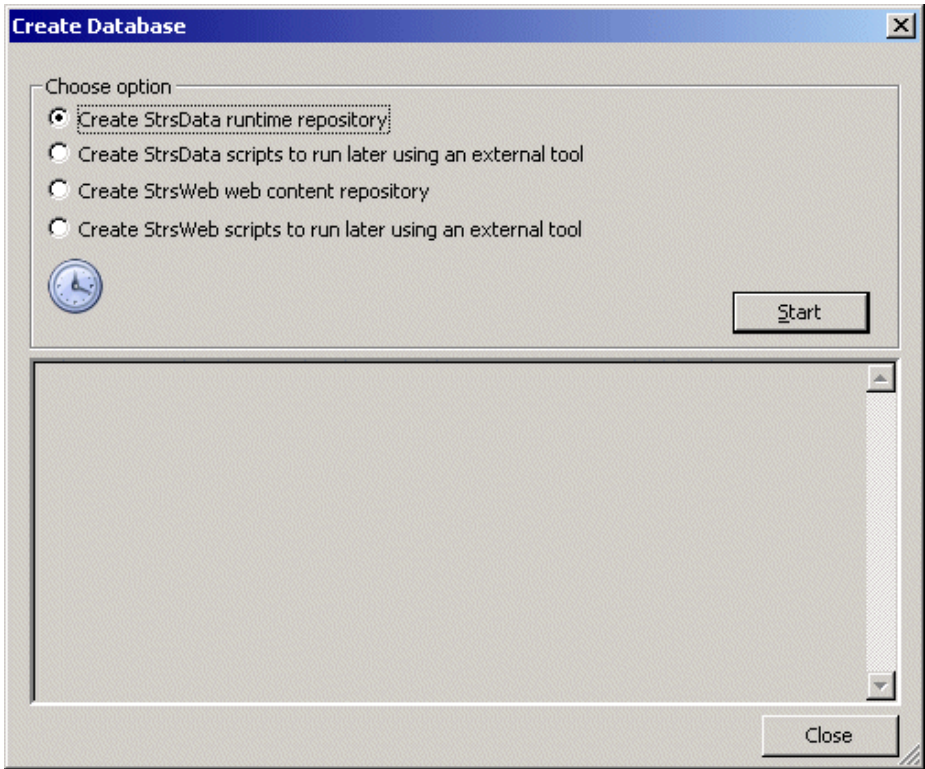 Create Database
Choose option
Create StrsData runtime repository
Create StrsData scripts to run later using an external tool
Create StrsWeb web content repository
Create StrsWeb scripts to run later using an external tool
Start
Close